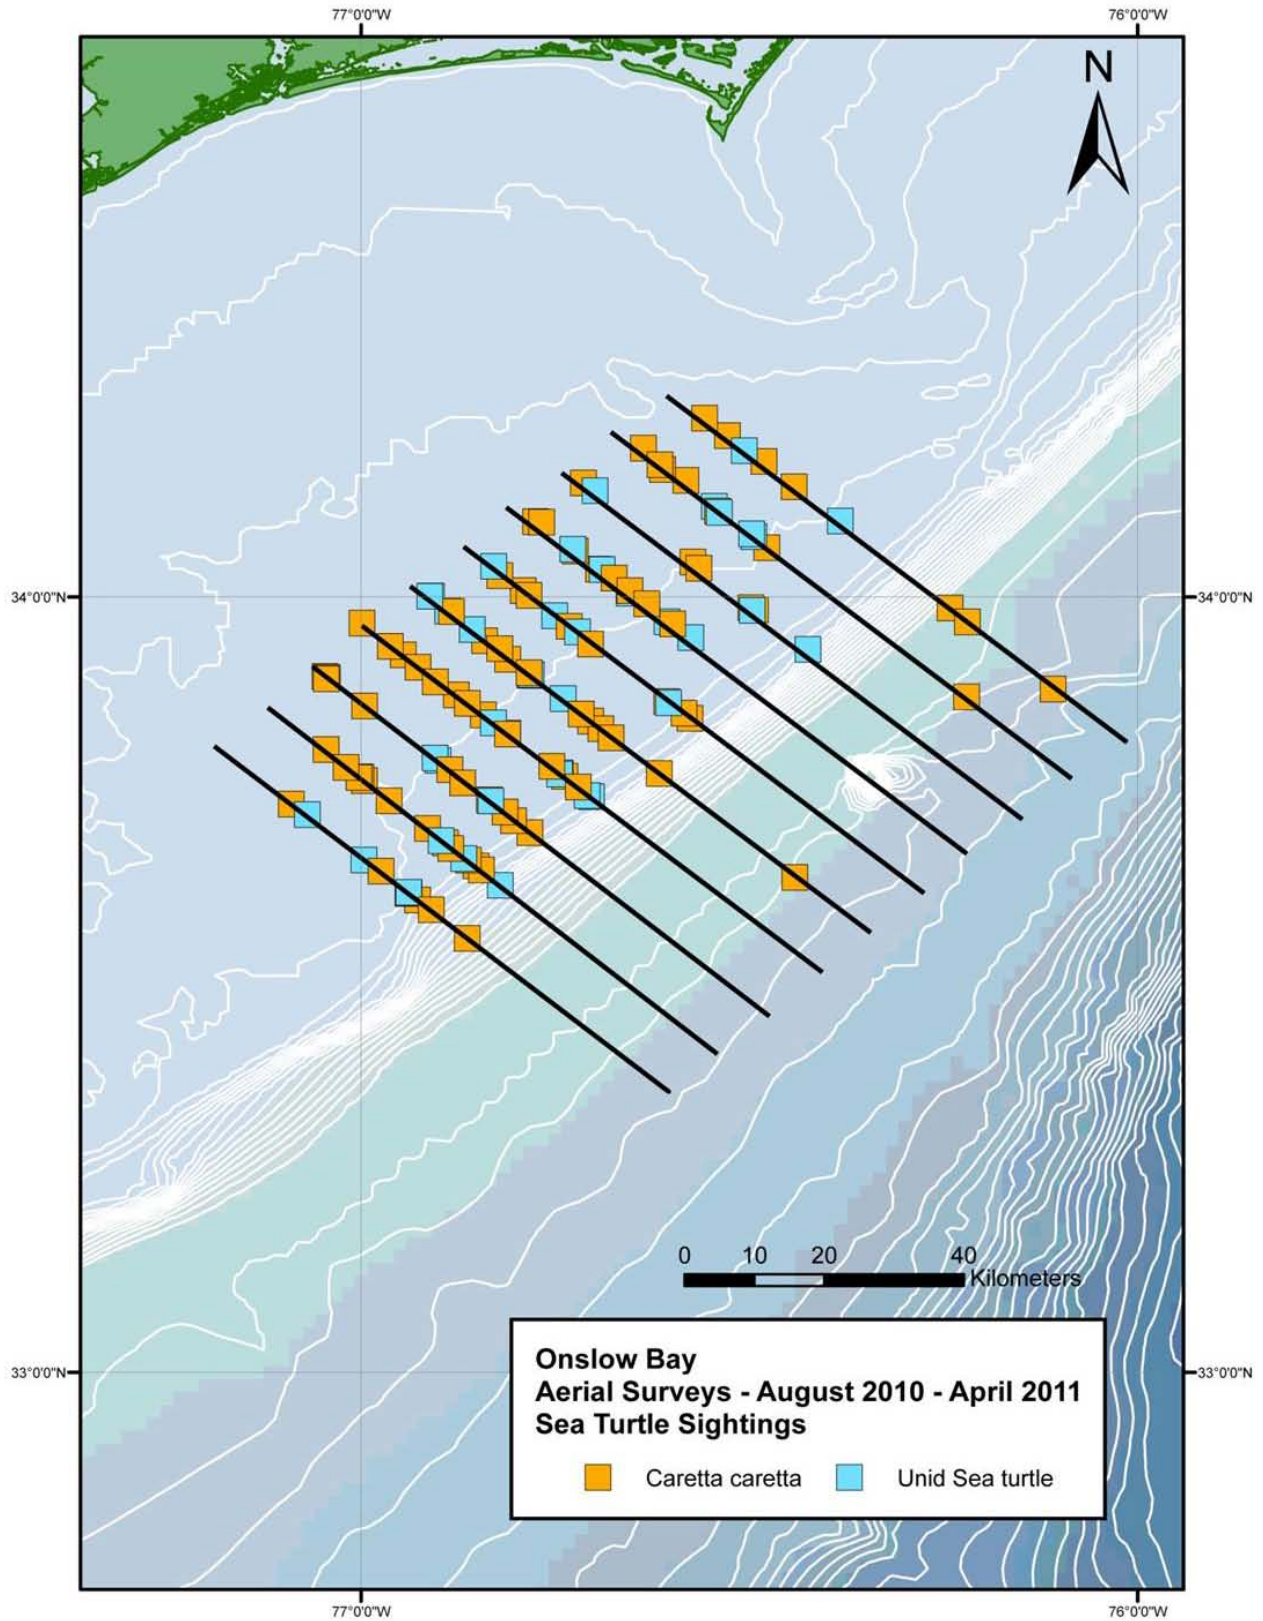 77°0'0"W 76°0'0"W
N
34°0'0"N 34°0'0"N
0 10 20 40
Kilometers
33°0'0"N 33°0'0"N
Onslow Bay
Aerial Surveys - August 2010 - April 2011
Sea Turtle Sightings
Caretta caretta Unid Sea turtle
77°0'0"W 76°0'0"W